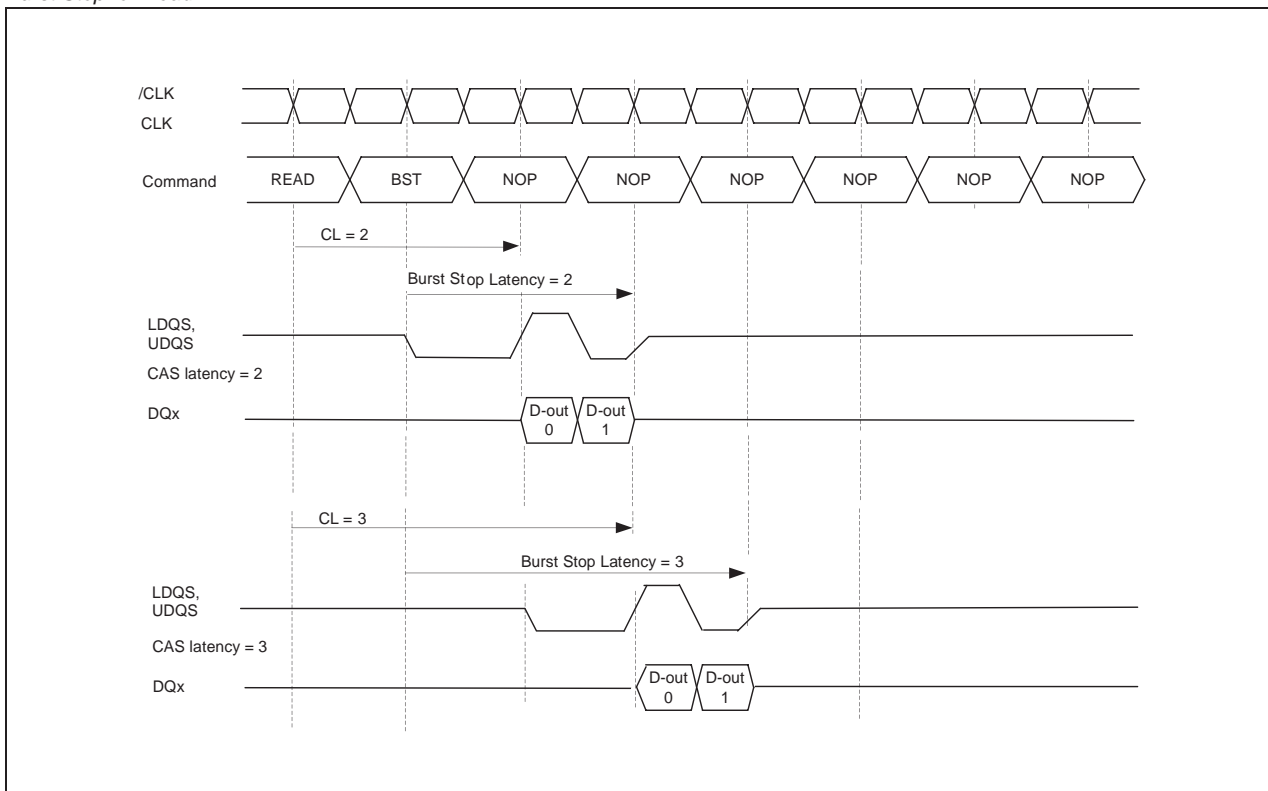 /CLK
CLK
Command READ BST NOP NOP NOP NOP NOP NOP
CL = 2
Burst Stop Latency = 2
LDQS,
UDQS
CAS latency = 2
DQx D-out D-out
0 1
CL = 3
Burst Stop Latency = 3
LDQS,
UDQS
CAS latency = 3
DQx D-out D-out
0 1